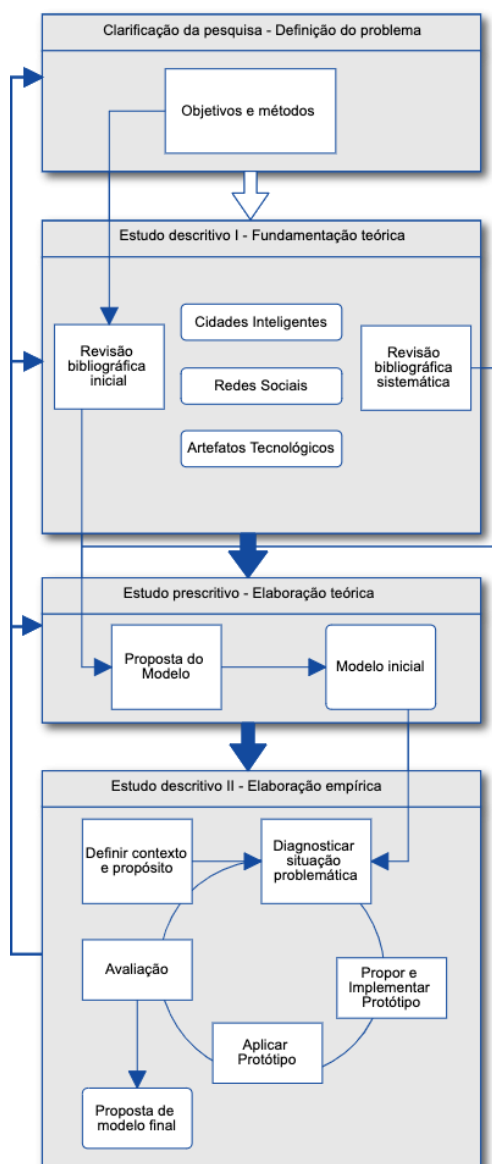 Clarificação da pesquisa - Definição do problema
Objetivos e métodos
Estudo descritivo I - Fundamentação teórica
Revisão
bibliográfica
inicial
Cidades Inteligentes
Redes Sociais
Artefatos Tecnológicos
Revisão
bibliográfica
sistemática
Estudo prescritivo - Elaboração teórica
Proposta do
Modelo
Modelo inicial
Estudo descritivo II - Elaboração empírica
Definir contexto
e propósito
Diagnosticar
situação
problemática
Avaliação
Propor e
Implementar
Protótipo
Aplicar
Protótipo
Proposta de
modelo final